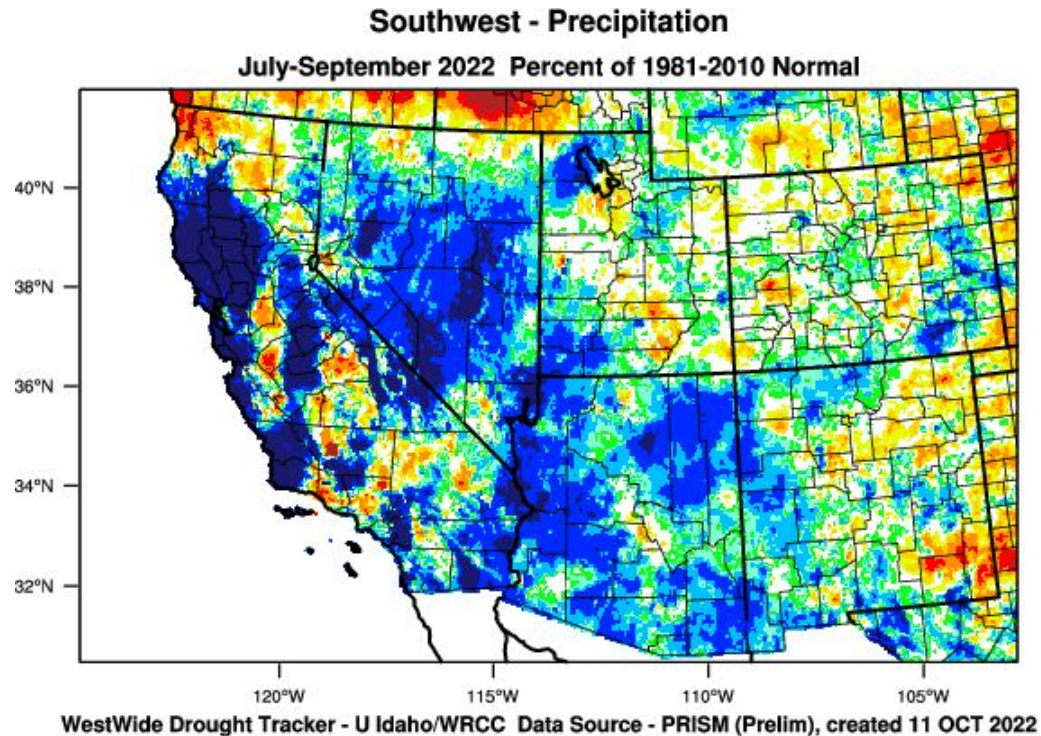 Southwest - Precipitation
July-September 2022 Percent of 1981-2010 Normal
40°N
38°N
36°N
34°N
32°N
120°W 115°W 110°W 105°W
WestWide Drought Tracker - U Idaho/WRCC Data Source - PRISM (Prelim), created 11 OCT 2022